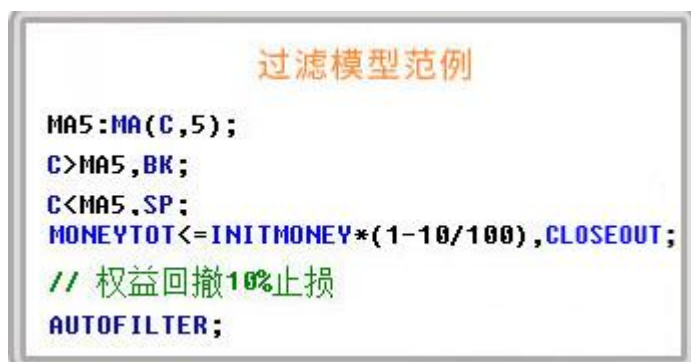 过滤模型范例
MA5:MA(C,5);
C>MA5,BK;
C<MA5,SP;
MONEYTOT<=INITMONEY*(1-10/100),CLOSEOUT;
// 权益回撤10%止损
AUTOFILTER;